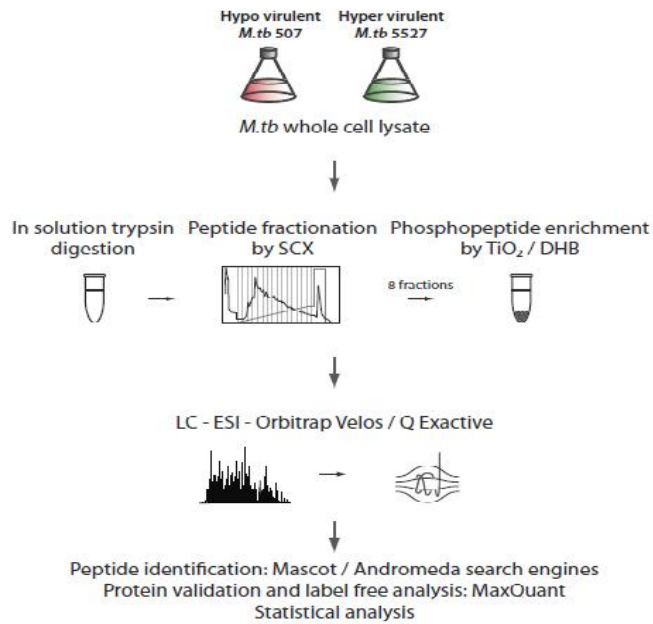 Hypo virulent
M.tb 507
Hyper virulent
M.tb 5527
M.tb whole cell lysate
In solution trypsin
digestion
Peptide fractionation
by SCX
Phosphopeptide enrichment
by TiO₂ / DHB
8 fractions
LC - ESI - Orbitrap Velos / Q Exactive
Peptide identification: Mascot / Andromeda search engines
Protein validation and label free analysis: MaxQuant
Statistical analysis